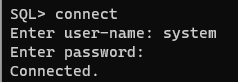 SQL> connect
Enter user-name: system
Enter password:
Connected.